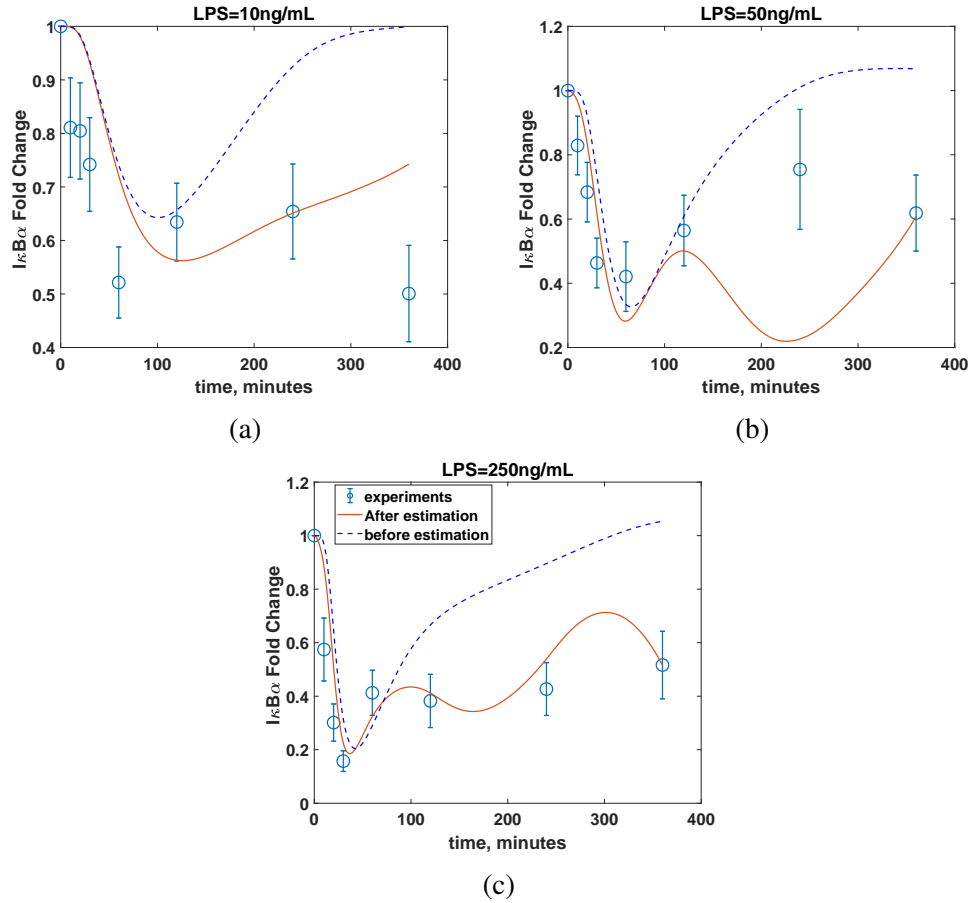 LPS=10ng/mL
1
0.9
0.8
0.7
0.6
0.5
0.4
IκBα Fold Change
0 100 200 300 400
time, minutes
(a)
LPS=50ng/mL
1.2
1
0.8
0.6
0.4
0.2
IκBα Fold Change
0 100 200 300 400
time, minutes
(b)
LPS=250ng/mL
1.2
1
0.8
0.6
0.4
0.2
0
IκBα Fold Change
experiments
After estimation
before estimation
0 100 200 300 400
time, minutes
(c)